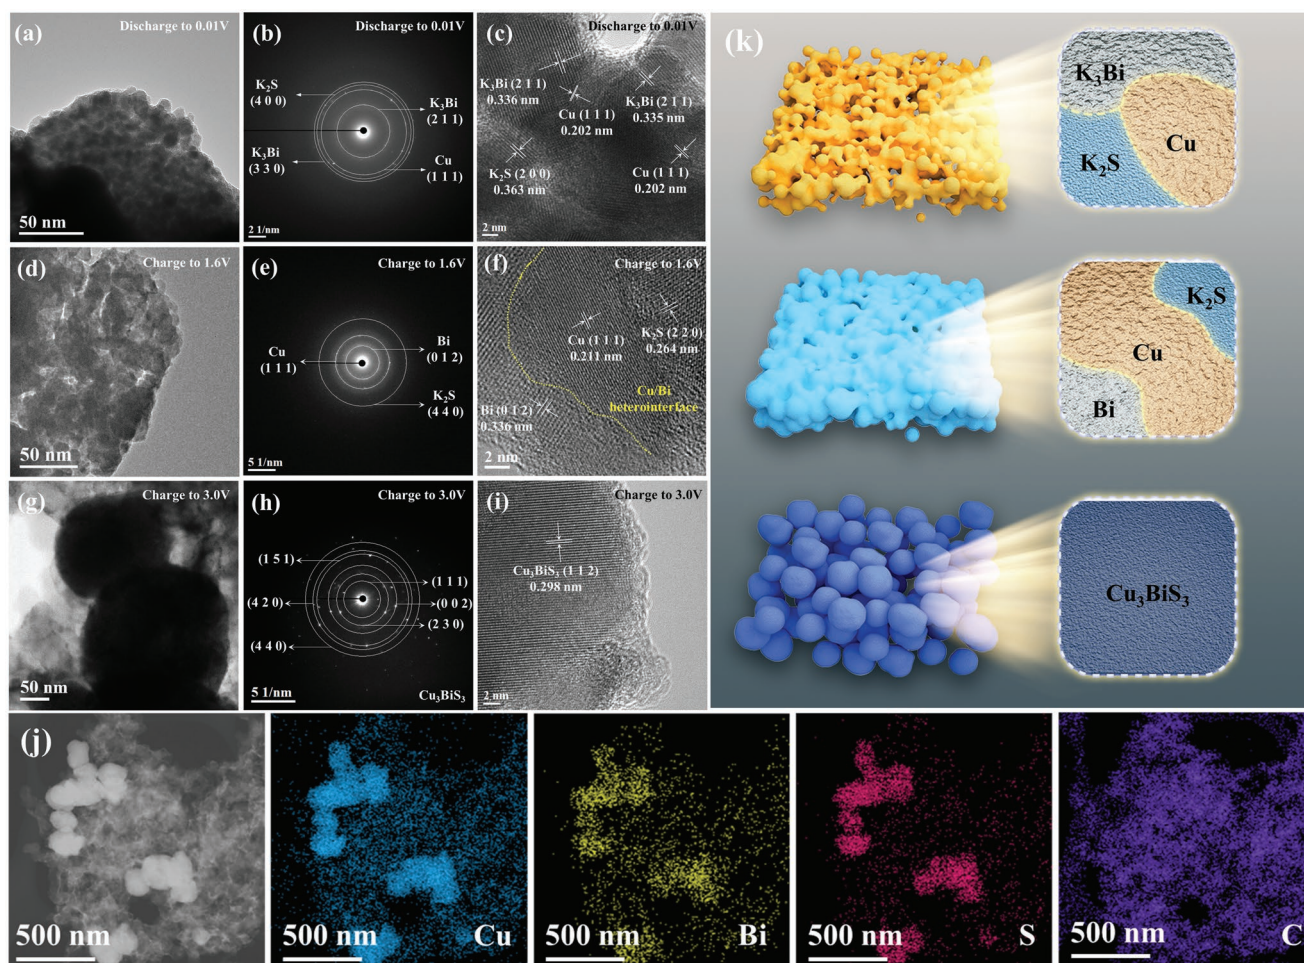 (a)
Discharge to 0.01V
50 nm
(b)
Discharge to 0.01V
K₂S
(4 0 0)
K₃Bi
(2 1 1)
K₃Bi
(3 3 0)
Cu
(1 1 1)
2 1/nm
(c)
Discharge to 0.01V
K₃Bi (2 1 1)
0.336 nm
Cu (1 1 1)
0.202 nm
K₃Bi (2 1 1)
0.335 nm
K₂S (2 0 0)
0.363 nm
Cu (1 1 1)
0.202 nm
2 nm
(d)
Charge to 1.6V
50 nm
(e)
Charge to 1.6V
Cu
(1 1 1)
Bi
(0 1 2)
K₂S
(4 4 0)
5 1/nm
(f)
Charge to 1.6V
Cu (1 1 1)
0.211 nm
K₂S (2 2 0)
0.264 nm
Cu/Bi
heterointerface
Bi (0 1 2)
0.336 nm
2 nm
(g)
Charge to 3.0V
50 nm
(h)
Charge to 3.0V
(1 5 1)
(4 2 0)
(4 4 0)
(1 1 1)
(0 0 2)
(2 3 0)
5 1/nm
Cu₃BiS₃
(i)
Charge to 3.0V
Cu₃BiS₃ (1 1 2)
0.298 nm
2 nm
(k)
K₃Bi
Cu
K₂S
K₂S
Cu
Bi
Cu₃BiS₃
(j)
500 nm
500 nm
Cu
500 nm
Bi
500 nm
S
500 nm
C